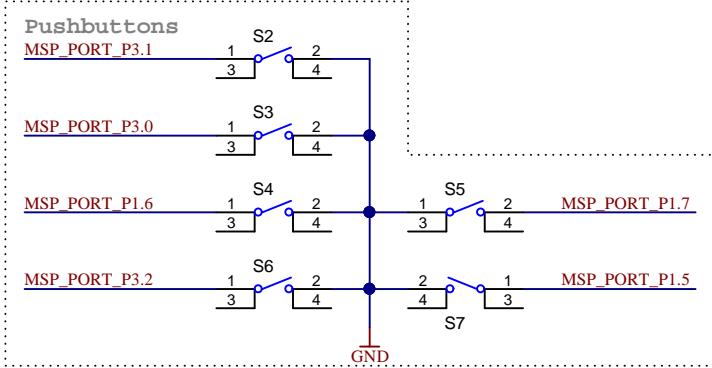 Pushbuttons
S2
MSP_PORT_P3.1 1 2
3 4
S3
MSP_PORT_P3.0 1 2
3 4
S4 S5
MSP_PORT_P1.6 1 2 1 2 MSP_PORT_P1.7
3 4 3 4
S6
MSP_PORT_P3.2 1 2 2 1 MSP_PORT_P1.5
3 4 4 3
S7
GND